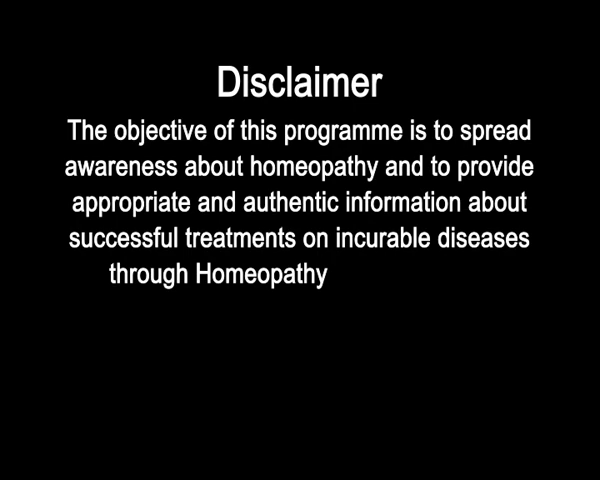 Disclaimer
The objective of this programme is to spread
awareness about homeopathy and to provide
appropriate and authentic information about
successful treatments on incurable diseases
through Homeopathy